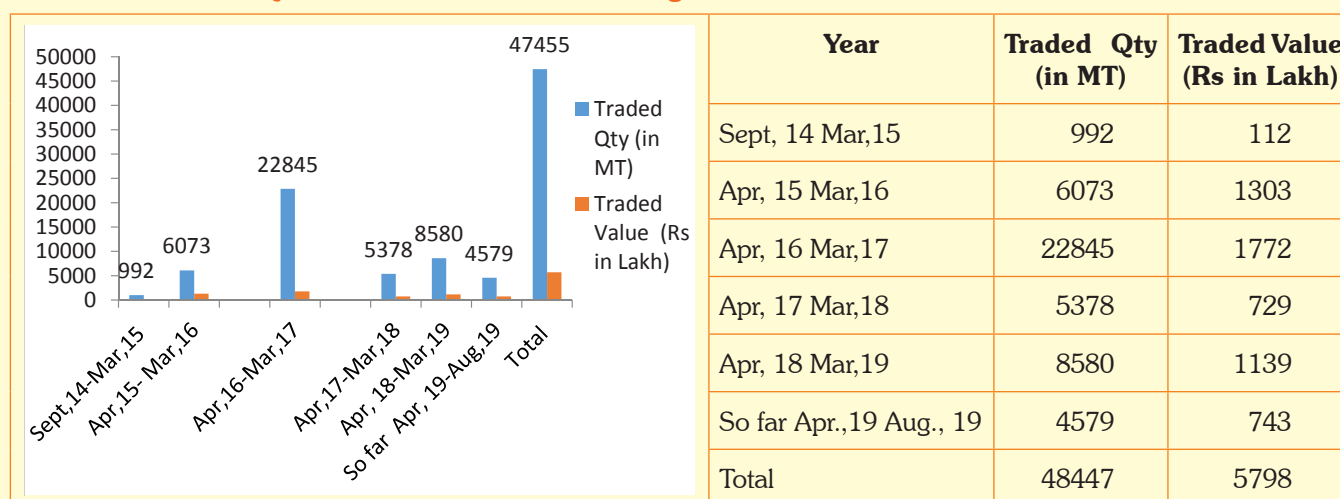 47455
50000
45000
40000
35000
30000
25000
20000
15000
10000
5000
0
992
6073
22845
5378
8580
4579
Traded
Qty (in
MT)
Traded
Value (Rs
in Lakh)
Sept,14-Mar,15
Apr,15- Mar,16
Apr,16-Mar,17
Apr,17-Mar,18
Apr, 18-Mar,19
So far Apr, 19-Aug,19
Total
Year Traded Qty (in MT) Traded Value (Rs in Lakh)
Sept, 14 Mar,15 992 112
Apr, 15 Mar,16 6073 1303
Apr, 16 Mar,17 22845 1772
Apr, 17 Mar,18 5378 729
Apr, 18 Mar,19 8580 1139
So far Apr.,19 Aug., 19 4579 743
Total 48447 5798